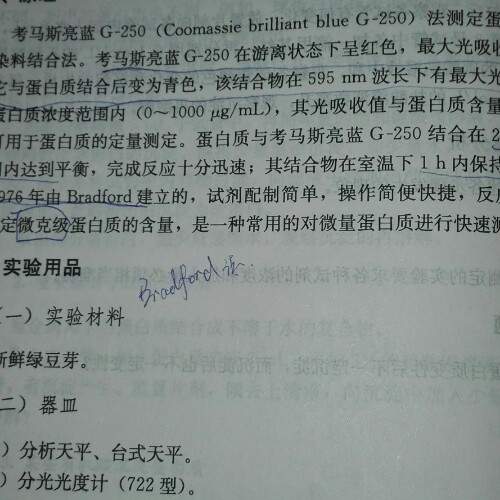 考马斯亮蓝 G-250（Coomassie brilliant blue G-250）法测定蛋
染料结合法。考马斯亮蓝 G-250 在游离状态下呈红色，最大光吸收
它与蛋白质结合后变为青色，该结合物在 595 nm 波长下有最大光
蛋白质浓度范围内（0～1000 μg/mL），其光吸收值与蛋白质含量
可用于蛋白质的定量测定。蛋白质与考马斯亮蓝 G-250 结合在 2
内达到平衡，完成反应十分迅速；其结合物在室温下 1 h 内保持
976 年由 Bradford 建立的，试剂配制简单，操作简便快捷，反应
定微克级蛋白质的含量，是一种常用的对微量蛋白质进行快速测
实验用品
Bradford法.
（一）实验材料
新鲜绿豆芽。
二）器皿
）分析天平、台式天平。
）分光光度计（722 型）。